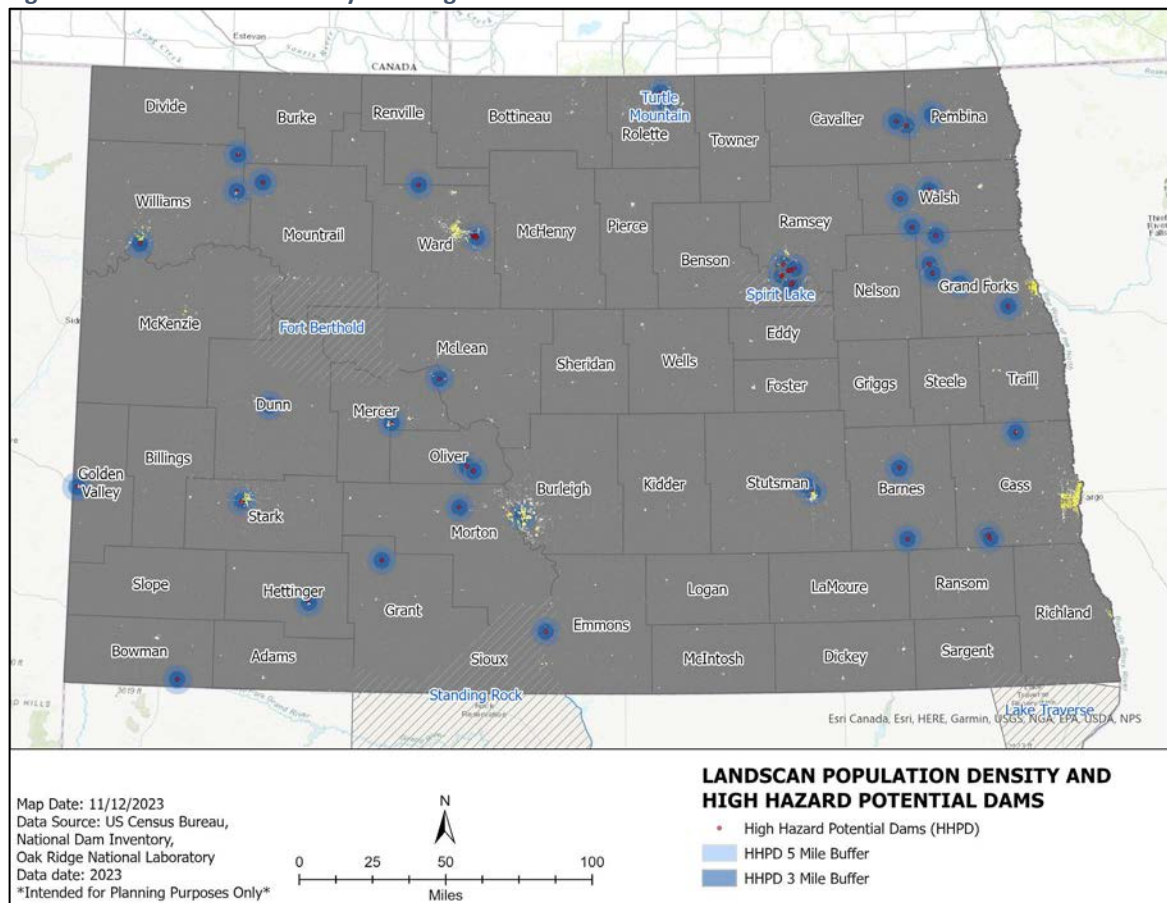 Estevan
CANADA
Divide
Burke
Renville
Bottineau
Turtle
Mountain
Rolette
Towner
Cavalier
Pembina
Williams
Mountrail
Ward
McHenry
Pierce
Benson
Ramsey
Walsh
Spirit Lake
Nelson
Grand Forks
McKenzie
Fort Berthold
McLean
Sheridan
Wells
Eddy
Foster
Griggs
Steele
Traill
Dunn
Mercer
Oliver
Golden
Valley
Billings
Stark
Morton
Burleigh
Kidder
Stutsman
Barnes
Cass
Slope
Hettinger
Grant
Logan
LaMoure
Ransom
Richland
Bowman
Adams
Sioux
Emmons
McIntosh
Dickey
Sargent
Standing Rock
Reservation
Lake Traverse
Esri Canada, Esri, HERE, Garmin, USGS, NGA, EPA, USDA, NPS
Map Date: 11/12/2023
Data Source: US Census Bureau,
National Dam Inventory,
Oak Ridge National Laboratory
Data date: 2023
*Intended for Planning Purposes Only*
N
0 25 50 100
Miles
LANDSCAN POPULATION DENSITY AND
HIGH HAZARD POTENTIAL DAMS
High Hazard Potential Dams (HHPD)
HHPD 5 Mile Buffer
HHPD 3 Mile Buffer